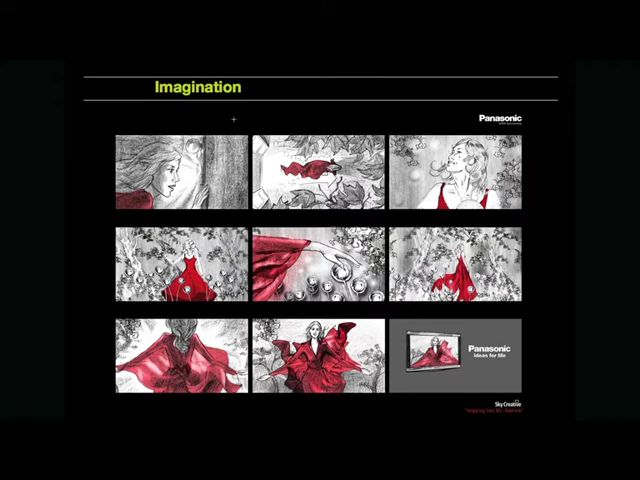 Imagination
Panasonic
Panasonic
ideas for life
Sky Creative